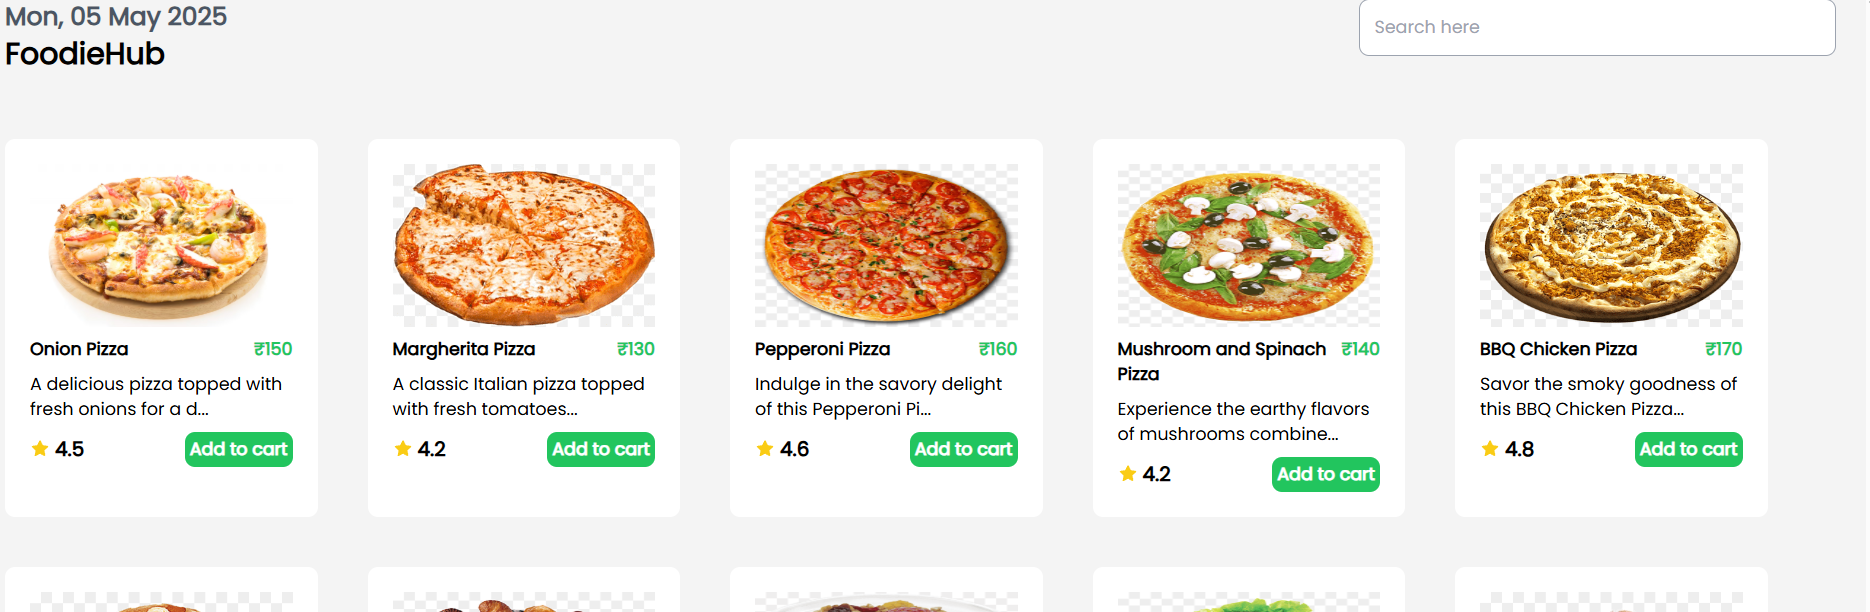 Mon, 05 May 2025
FoodieHub
Search here
Onion Pizza ₹150
A delicious pizza topped with
fresh onions for a d...
4.5 Add to cart
Margherita Pizza ₹130
A classic Italian pizza topped
with fresh tomatoes...
4.2 Add to cart
Pepperoni Pizza ₹160
Indulge in the savory delight
of this Pepperoni Pi...
4.6 Add to cart
Mushroom and Spinach ₹140
Pizza
Experience the earthy flavors
of mushrooms combine...
4.2 Add to cart
BBQ Chicken Pizza ₹170
Savor the smoky goodness of
this BBQ Chicken Pizza...
4.8 Add to cart